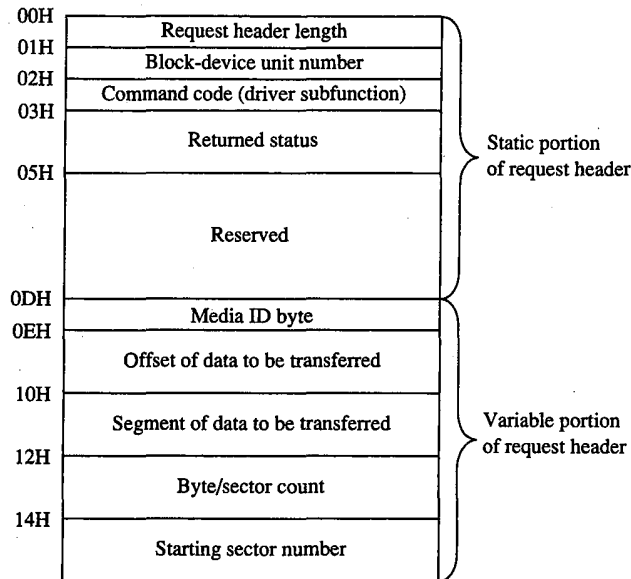 00H
Request header length
01H
Block-device unit number
02H
Command code (driver subfunction)
03H
Returned status
05H
Reserved
Static portion
of request header
0DH
Media ID byte
0EH
Offset of data to be transferred
10H
Segment of data to be transferred
12H
Byte/sector count
14H
Starting sector number
Variable portion
of request header